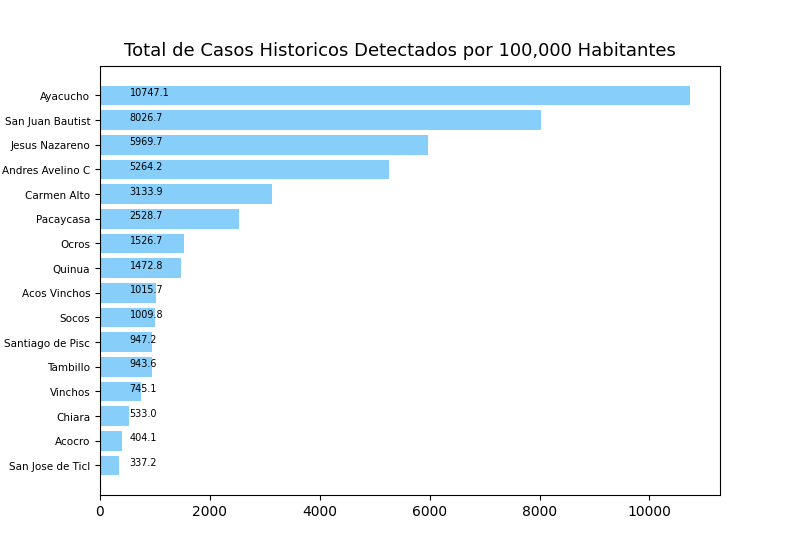 Total de Casos Historicos Detectados por 100,000 Habitantes
Ayacucho 10747.1
San Juan Bautist 8026.7
Jesus Nazareno 5969.7
Andres Avelino C 5264.2
Carmen Alto 3133.9
Pacaycasa 2528.7
Ocros 1526.7
Quinua 1472.8
Acos Vinchos 1015.7
Socos 1009.8
Santiago de Pisc 947.2
Tambillo 943.6
Vinchos 745.1
Chiara 533.0
Acocro 404.1
San Jose de Ticl 337.2
0 2000 4000 6000 8000 10000